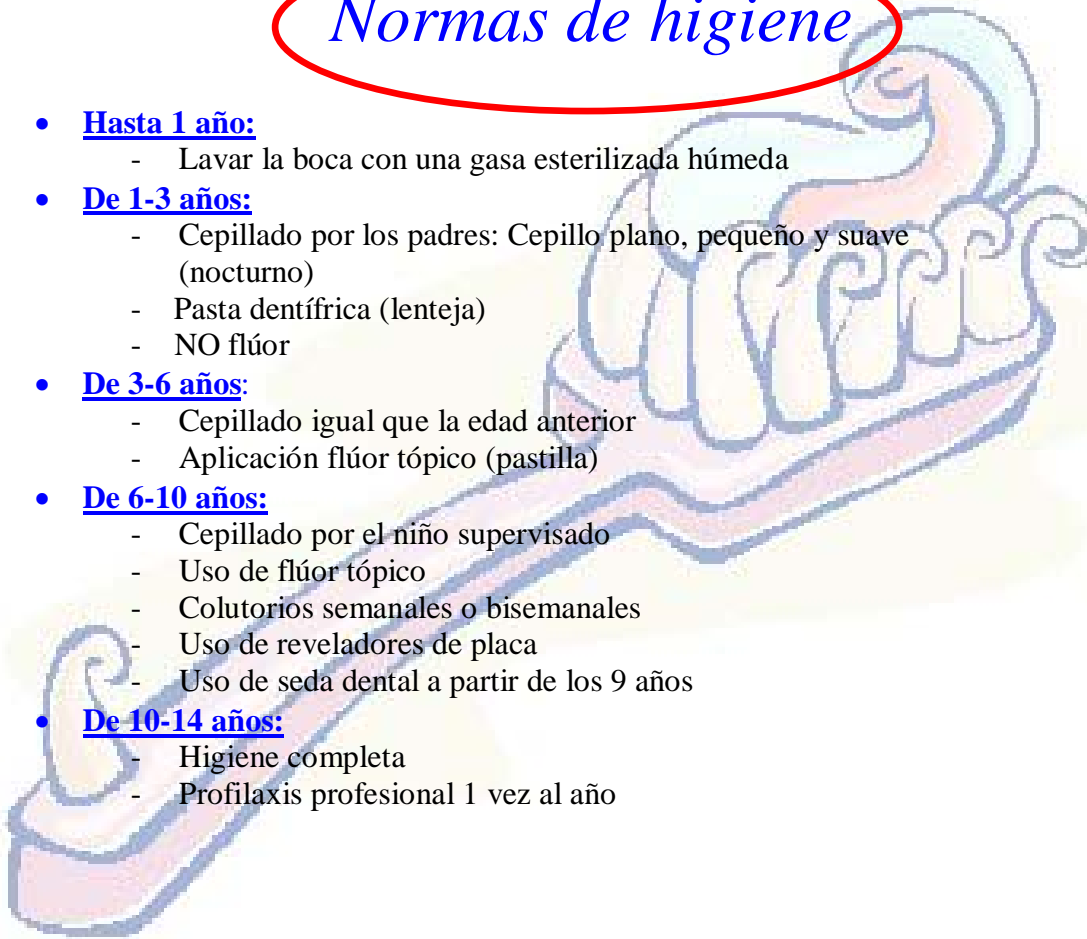 Normas de higiene
• Hasta 1 año:
- Lavar la boca con una gasa esterilizada húmeda
• De 1-3 años:
- Cepillado por los padres: Cepillo plano, pequeño y suave
(nocturno)
- Pasta dentífrica (lenteja)
- NO flúor
• De 3-6 años:
- Cepillado igual que la edad anterior
- Aplicación flúor tópico (pastilla)
• De 6-10 años:
- Cepillado por el niño supervisado
- Uso de flúor tópico
- Colutorios semanales o bisemanales
- Uso de reveladores de placa
- Uso de seda dental a partir de los 9 años
• De 10-14 años:
- Higiene completa
- Profilaxis profesional 1 vez al año